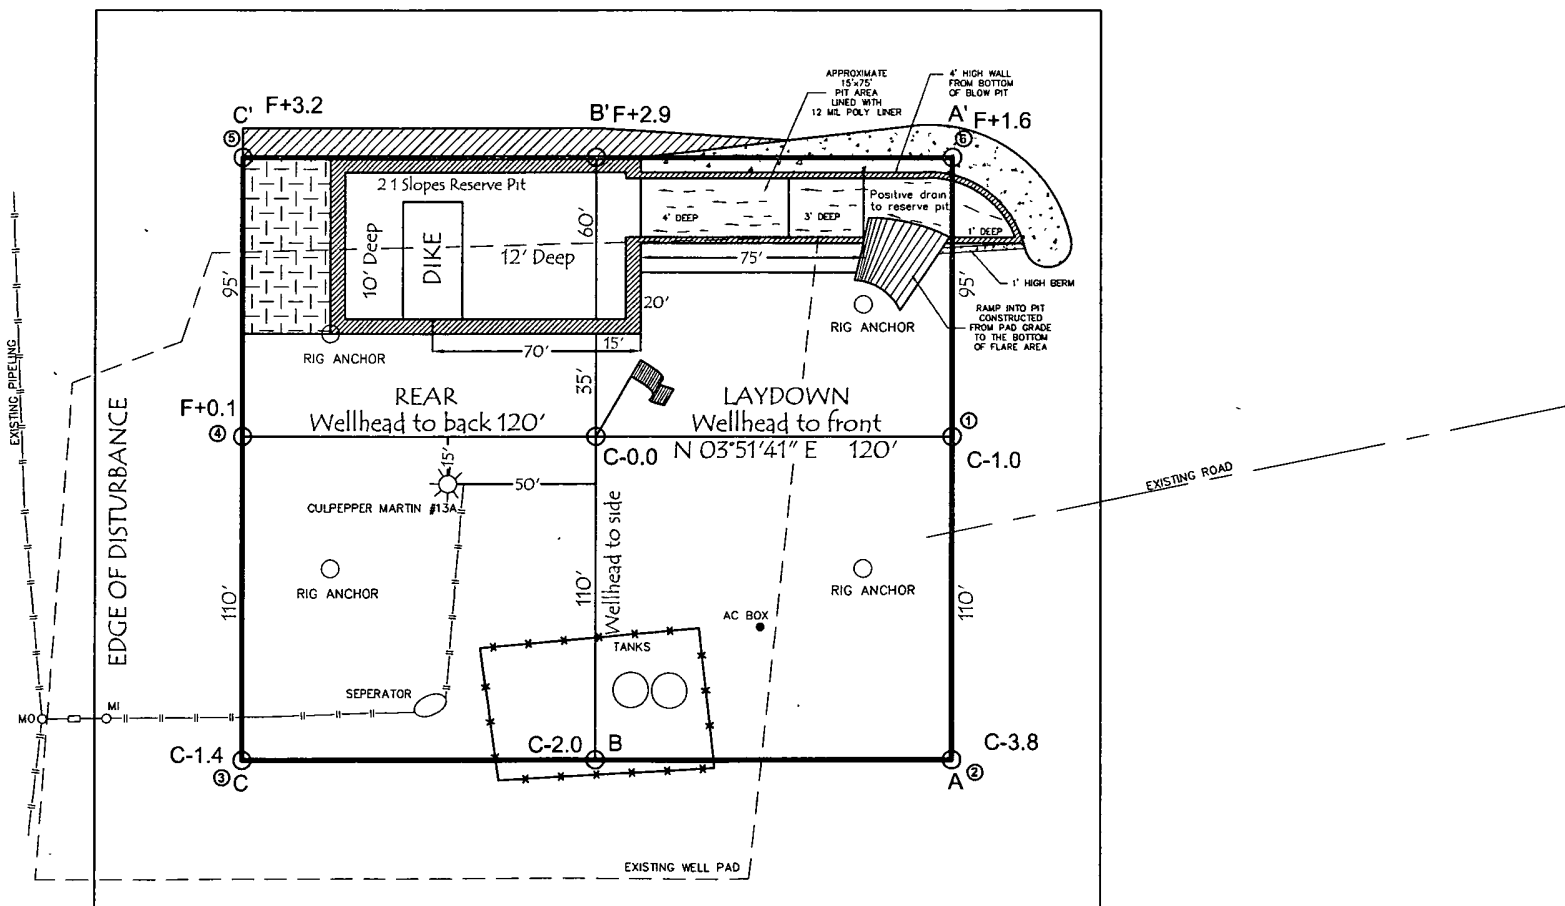 APPROXIMATE
15'x75'
PIT AREA
LINED WITH
12 MIL POLY LINER
4' HIGH WALL
FROM BOTTOM
OF BLOW PIT
C' F+3.2
B' F+2.9
A' F+1.6
⑤
⑥
2 1 Slopes Reserve Pit
Positive drain
to reserve pit
4' DEEP
3' DEEP
1' DEEP
60'
10' Deep
DIKE
12' Deep
75'
95'
95'
1' HIGH BERM
20'
RIG ANCHOR
RAMP INTO PIT
CONSTRUCTED
FROM PAD GRADE
TO THE BOTTOM
OF FLARE AREA
RIG ANCHOR
70'
15'
35'
EXISTING PIPELINE
EDGE OF DISTURBANCE
F+0.1
④
REAR
Wellhead to back 120'
LAYDOWN
Wellhead to front
N 03°51'41" E 120'
①
C-0.0
C-1.0
15'
50'
EXISTING ROAD
CULPEPPER MARTIN #13A
Wellhead to side
110'
110'
110'
RIG ANCHOR
RIG ANCHOR
AC BOX
TANKS
SEPERATOR
MO
MI
C-1.4
③ C
C-2.0 B
C-3.8
A ②
EXISTING WELL PAD